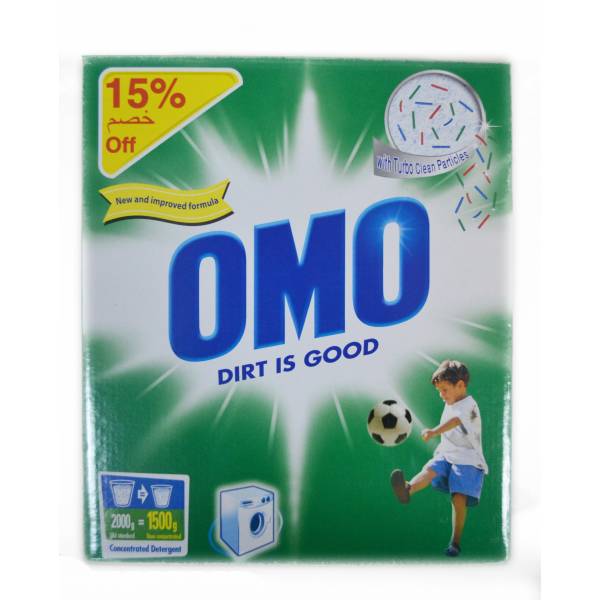 15%
خصم
Off
With Turbo Clean Particles
New and improved formula
OMO
DIRT IS GOOD
2000g = 1500g
Concentrated Detergent